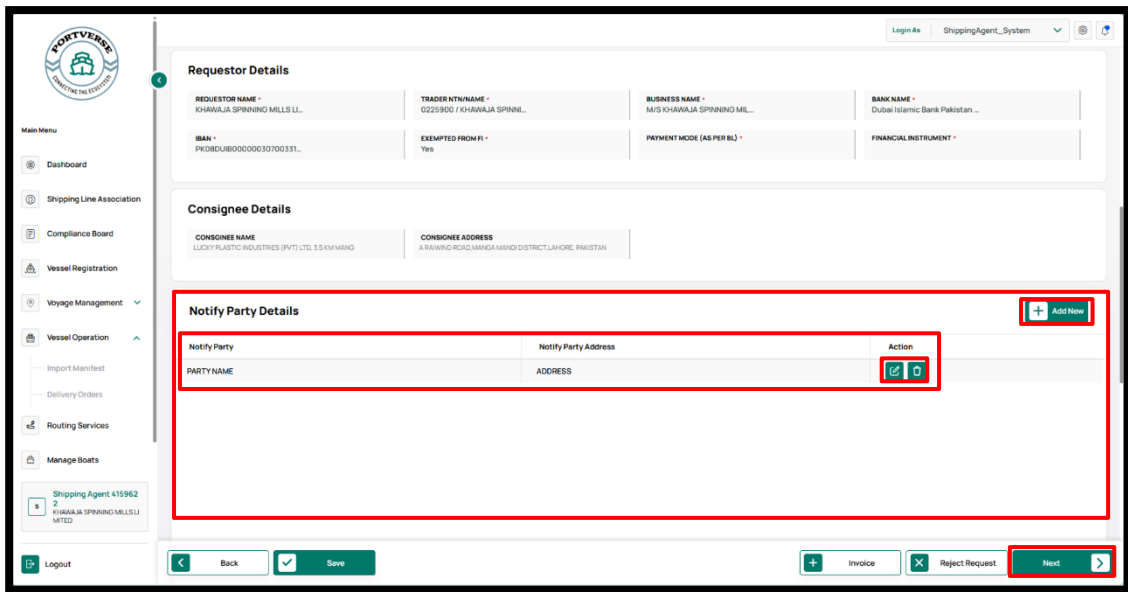 PORTVERSE
CONNECTING THE ECOSYSTEM
Login As ShippingAgent_System
Main Menu
Dashboard
Shipping Line Association
Compliance Board
Vessel Registration
Voyage Management
Vessel Operation
Import Manifest
Delivery Orders
Routing Services
Manage Boats
S
Shipping Agent 415962
2
KHAWAJA SPINNING MILLS LI
MITED
Logout
Requestor Details
REQUESTOR NAME * TRADER NTN/NAME * BUSINESS NAME * BANK NAME *
KHAWAJA SPINNING MILLS LI... 0225900 / KHAWAJA SPINNI... M/S KHAWAJA SPINNING MIL... Dubai Islamic Bank Pakistan ...
IBAN * EXEMPTED FROM FI * PAYMENT MODE (AS PER BL) * FINANCIAL INSTRUMENT *
PK08DUIB00000030700331... Yes
Consignee Details
CONSGINEE NAME CONSIGNEE ADDRESS
LUCKY PLASTIC INDUSTRIES (PVT) LTD, 3.5 KM MANG A RAIWIND ROAD,MANGA MANDI DISTRICT,LAHORE, PAKISTAN
Notify Party Details
Add New
Notify Party Notify Party Address Action
PARTY NAME ADDRESS
Back Save Invoice Reject Request Next